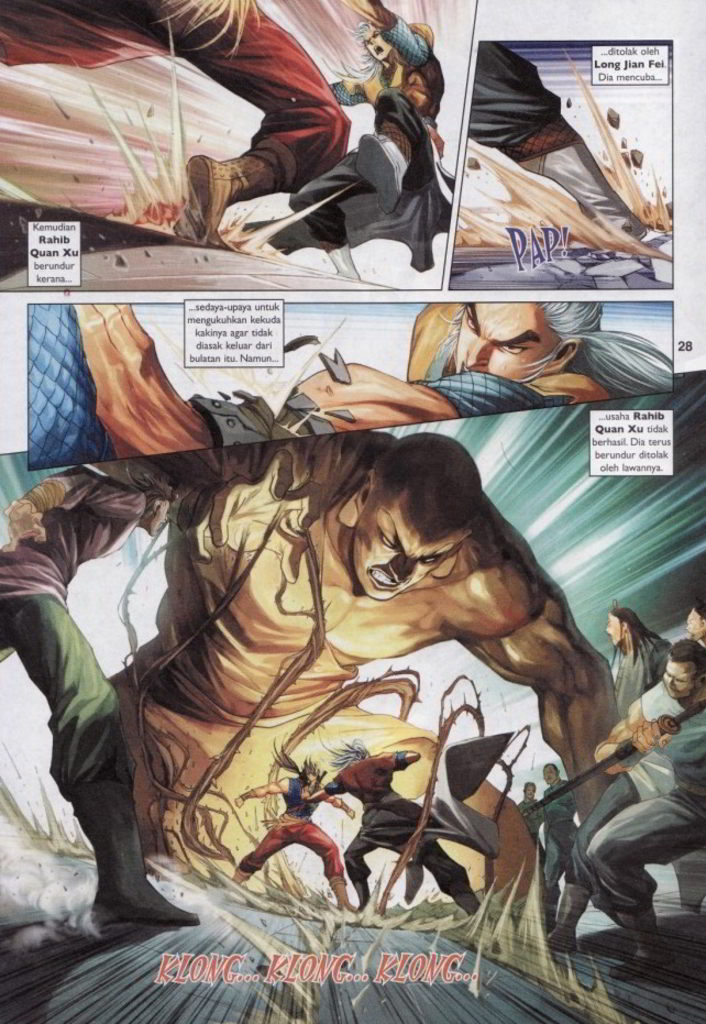 Kemudian
Rahib
Quan Xu
berundur
kerana...
...ditolak oleh
Long Jian Fei.
Dia mencuba...
PAP!
...sedaya-upaya untuk
mengukuhkan kekuda
kakinya agar tidak
diasak keluar dari
bulatan itu. Namun...
28
...usaha Rahib
Quan Xu tidak
berhasil. Dia terus
berundur ditolak
oleh lawannya.
KLONG... KLONG... KLONG...